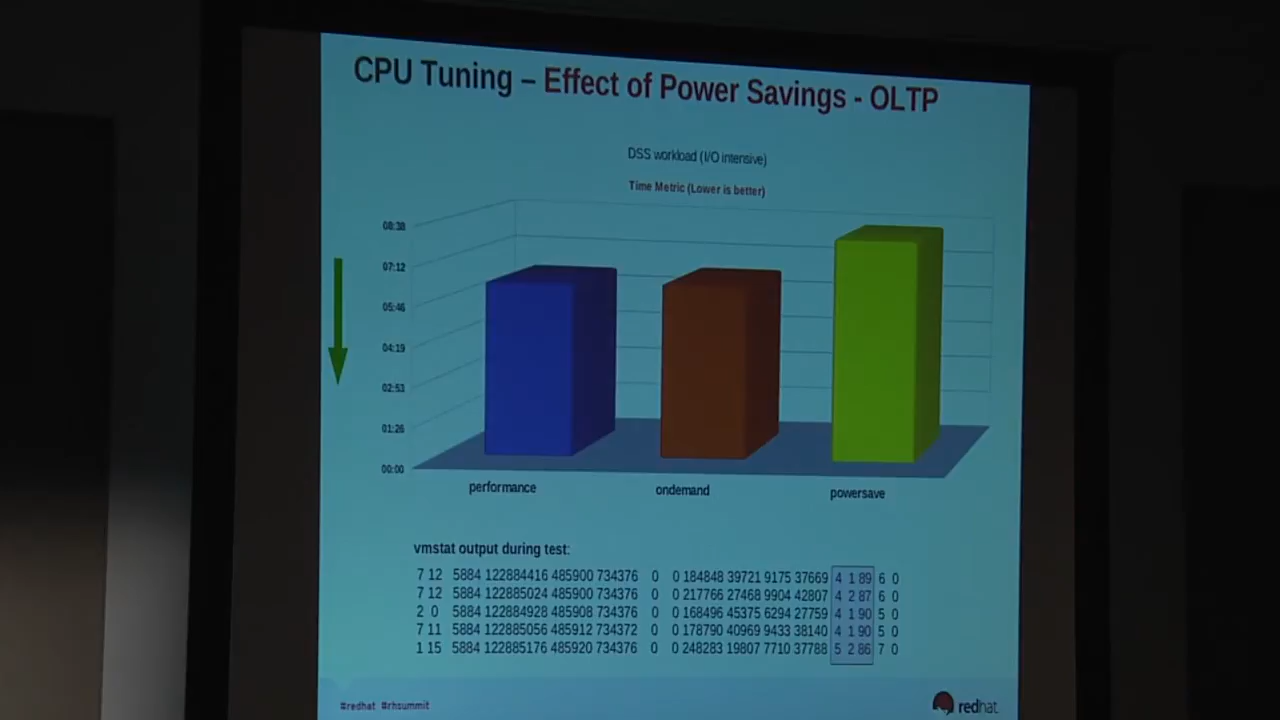 CPU Tuning – Effect of Power Savings - OLTP
DSS workload (I/O intensive)
Time Metric (Lower is better)
08:38
07:12
05:46
04:19
02:53
01:26
00:00
performance ondemand powersave
vmstat output during test:
7 12 5884 122884416 485900 734376 0 0 184848 39721 9175 37669 4 1 89 6 0
7 12 5884 122885024 485900 734376 0 0 217766 27468 9904 42807 4 2 87 6 0
2 0 5884 122884928 485908 734376 0 0 168496 45375 6294 27759 4 1 90 5 0
7 11 5884 122885056 485912 734372 0 0 178790 40969 9433 38140 4 1 90 5 0
1 15 5884 122885176 485920 734376 0 0 248283 19807 7710 37788 5 2 86 7 0
#redhat #rhsummit
redhat.